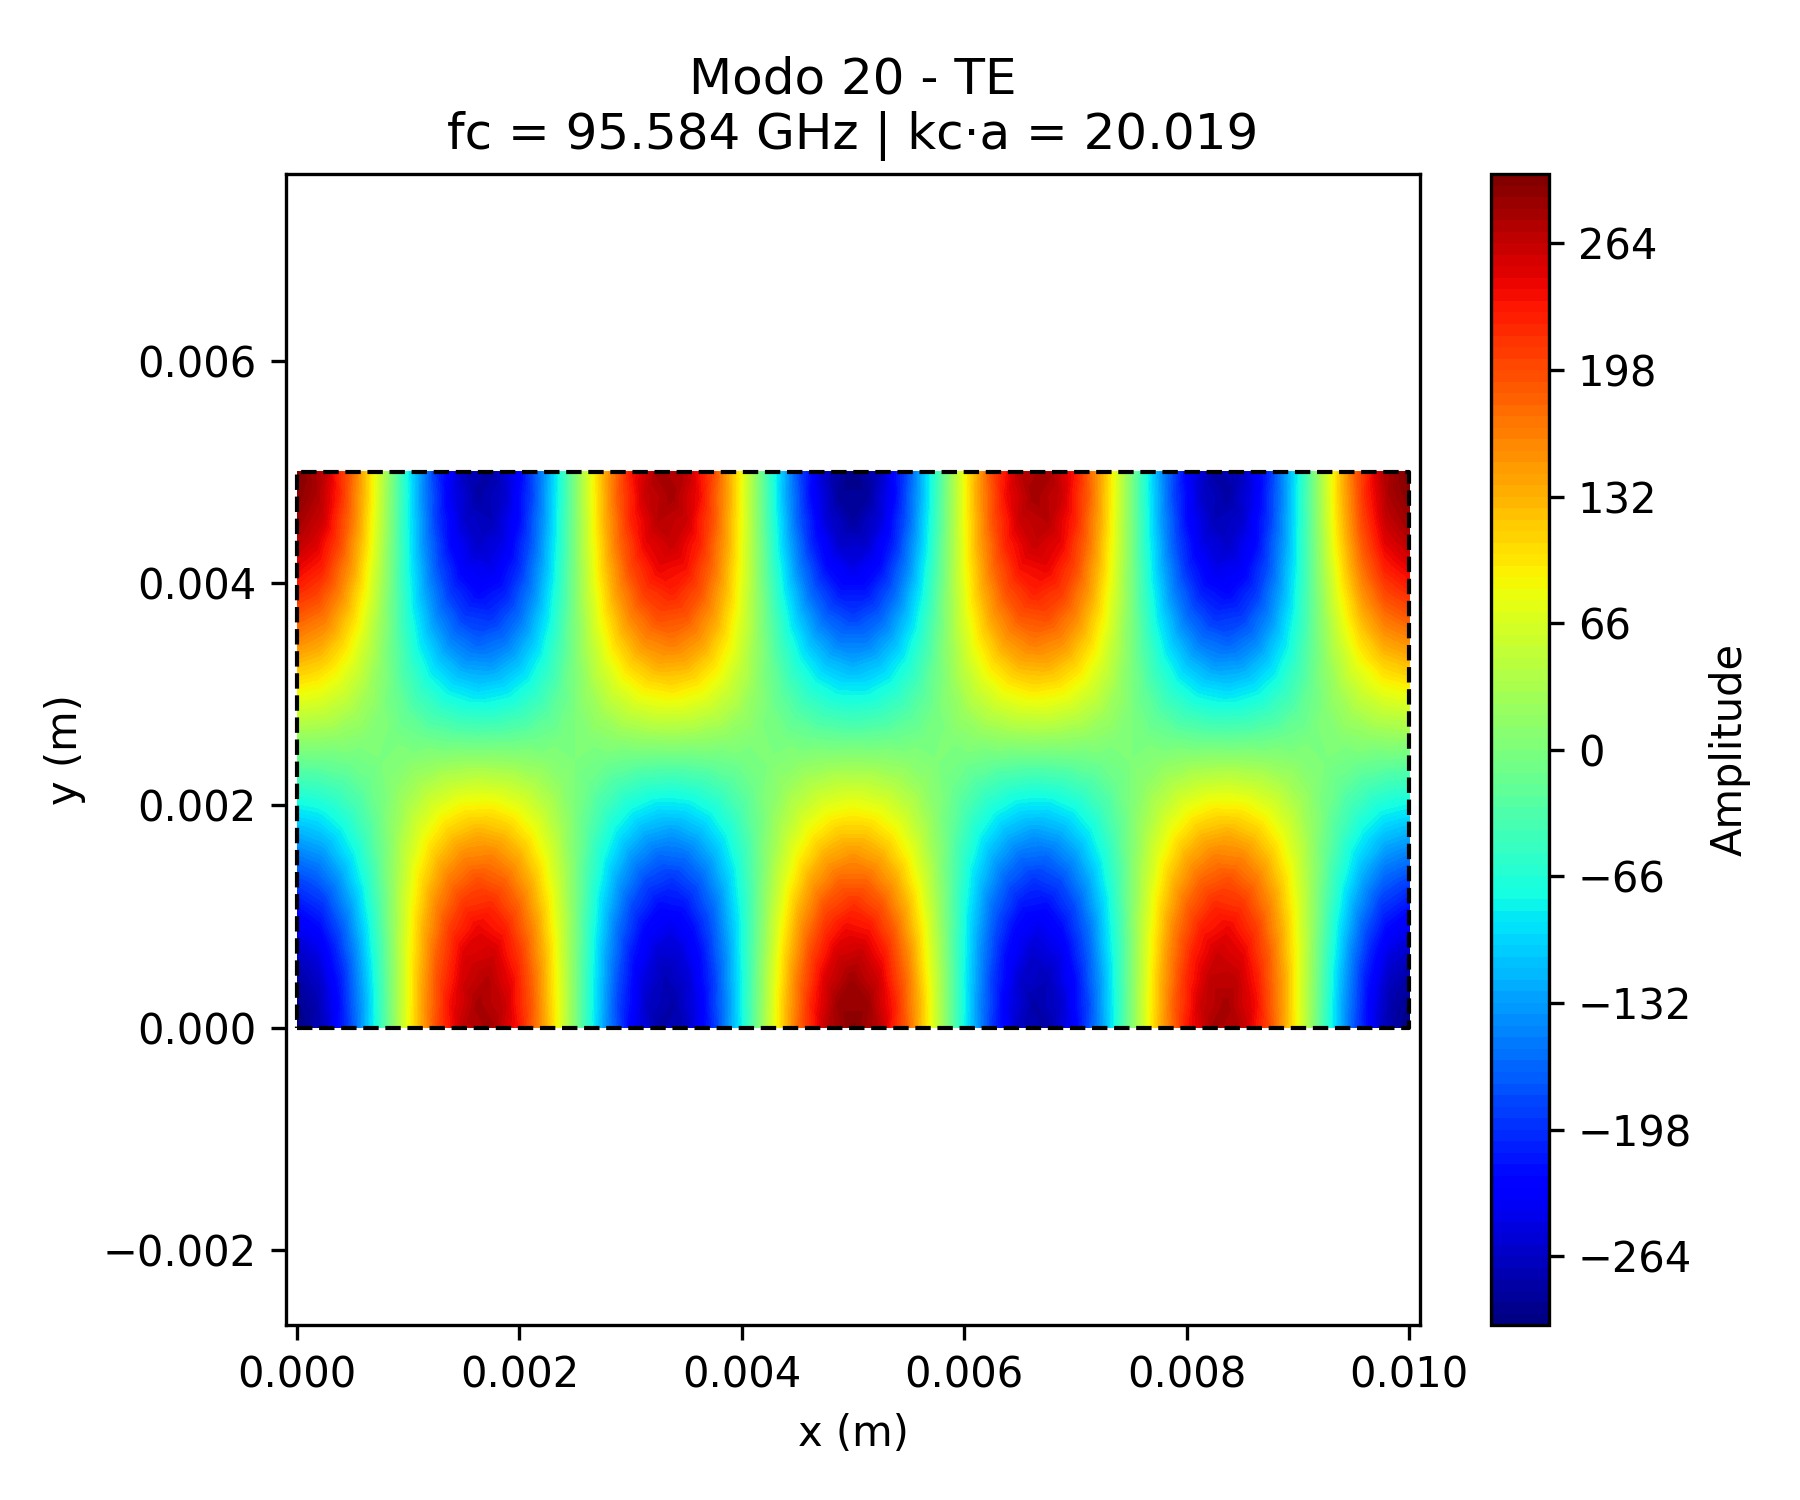 Modo 20 - TE
fc = 95.584 GHz | kc·a = 20.019
0.006
0.004
0.002
0.000
−0.002
y (m)
0.000 0.002 0.004 0.006 0.008 0.010
x (m)
264
198
132
66
0
−66
−132
−198
−264
Amplitude